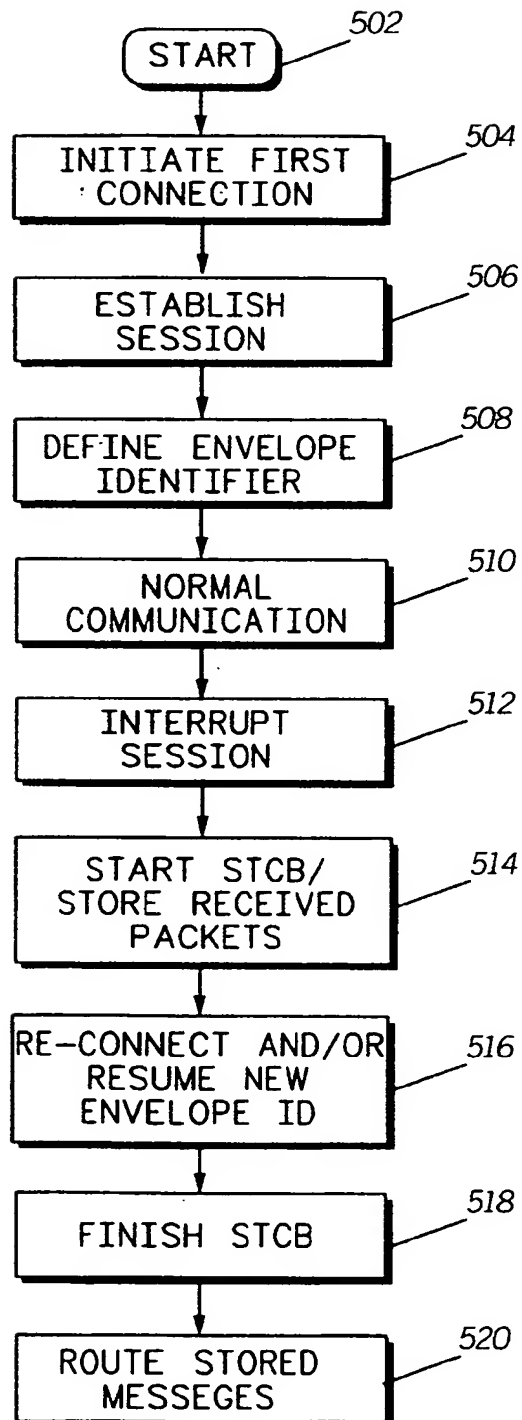 502
START
504
INITIATE FIRST
CONNECTION
506
ESTABLISH
SESSION
508
DEFINE ENVELOPE
IDENTIFIER
510
NORMAL
COMMUNICATION
512
INTERRUPT
SESSION
514
START STCB/
STORE RECEIVED
PACKETS
516
RE-CONNECT AND/OR
RESUME NEW
ENVELOPE ID
518
FINISH STCB
520
ROUTE STORED
MESSEGES